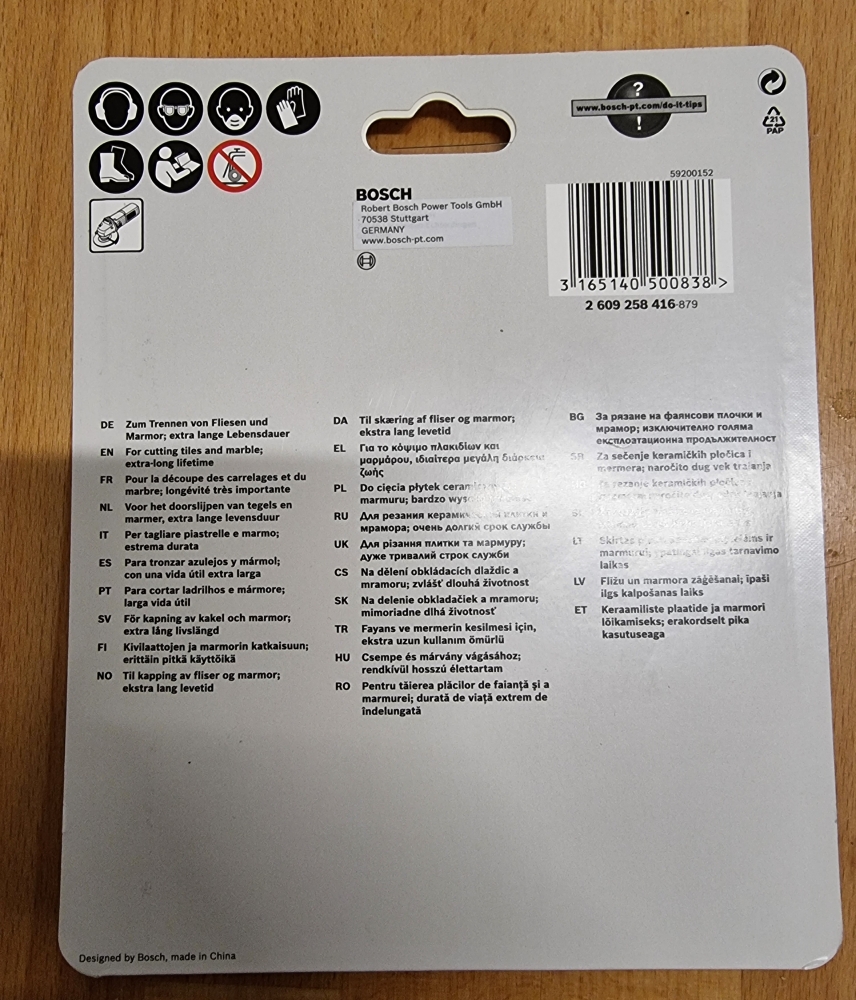 ?
www.bosch-pt.com/do-it-tips
!
21
PAP
BOSCH
Robert Bosch Power Tools GmbH
70538 Stuttgart
GERMANY
www.bosch-pt.com
59200152
3 165140 500838 >
2 609 258 416-879
DE Zum Trennen von Fliesen und
Marmor; extra lange Lebensdauer
EN For cutting tiles and marble;
extra-long lifetime
FR Pour la découpe des carrelages et du
marbre; longévité très importante
NL Voor het doorslijpen van tegels en
marmer, extra lange levensduur
IT Per tagliare piastrelle e marmo;
estrema durata
ES Para tronzar azulejos y mármol;
con una vida útil extra larga
PT Para cortar ladrilhos e mármore;
larga vida útil
SV För kapning av kakel och marmor;
extra lång livslängd
FI Kivilaattojen ja marmorin katkaisuun;
erittäin pitkä käyttöikä
NO Til kapping av fliser og marmor;
ekstra lang levetid
DA Til skæring af fliser og marmor;
ekstra lang levetid
EL Για το κόψιμο πλακιδίων και
μαρμάρου, ιδιαίτερα μεγάλη διάρκεια
ζωής
PL Do cięcia płytek
marmuru; bardzo
RU Для резания плитки и
мрамора; очень долгий срок службы
UK Для різання плитки та мармуру;
дуже тривалий строк служби
CS Na dělení obkládacích dlaždic a
mramoru; zvlášť dlouhá životnost
SK Na delenie obkladačiek a mramoru;
mimoriadne dlhá životnosť
TR Fayans ve mermerin kesilmesi için,
ekstra uzun kullanım ömürlü
HU Csempe és márvány vágásához;
rendkívül hosszú élettartam
RO Pentru tăierea plăcilor de faianţă şi a
marmurei; durată de viaţă extrem de
îndelungată
BG За рязане на фаянсови плочки и
мрамор; изключително голяма
експлоатационна продължителност
SR Za sečenje keramičkih pločica i
mermera; naročito dug vek trajanja
rezanje keramičkih
LT
ir
tarnavimo
laikas
LV Flīžu un marmora zāģēšanai; īpaši
ilgs kalpošanas laiks
ET Keraamiliste plaatide ja marmori
lõikamiseks; erakordselt pika
kasutuseaga
Designed by Bosch, made in China